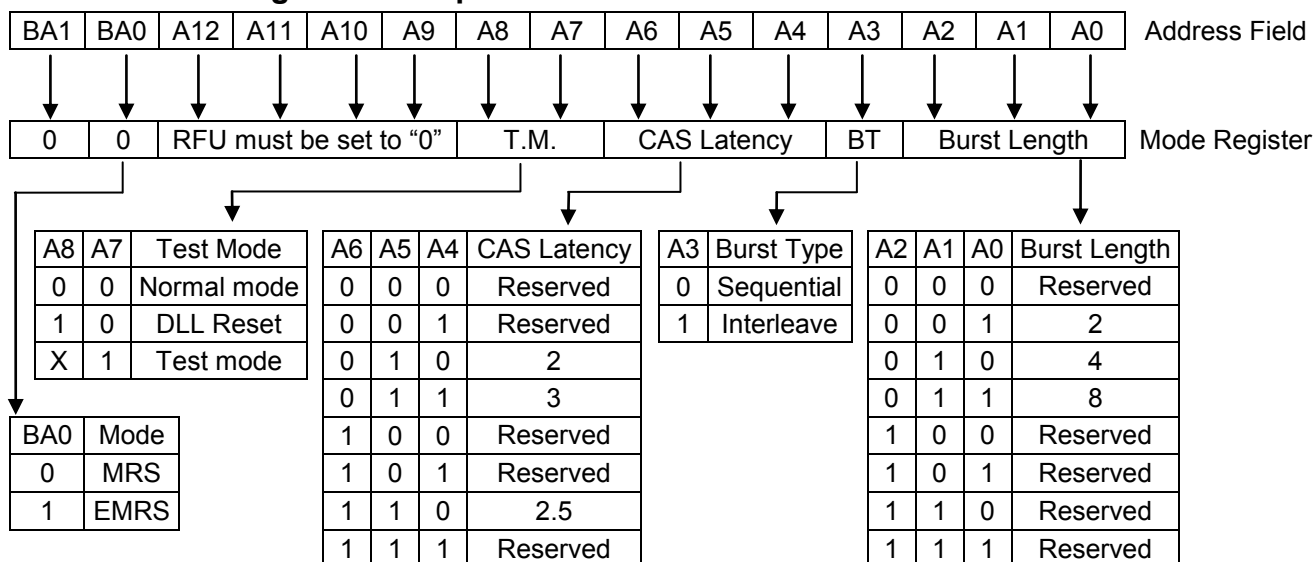 BA1 BA0 A12 A11 A10 A9 A8 A7 A6 A5 A4 A3 A2 A1 A0 Address Field
0 0 RFU must be set to “0” T.M. CAS Latency BT Burst Length Mode Register
A8 A7 Test Mode
0 0 Normal mode
1 0 DLL Reset
X 1 Test mode
BA0 Mode
0 MRS
1 EMRS
A6 A5 A4 CAS Latency
0 0 0 Reserved
0 0 1 Reserved
0 1 0 2
0 1 1 3
1 0 0 Reserved
1 0 1 Reserved
1 1 0 2.5
1 1 1 Reserved
A3 Burst Type
0 Sequential
1 Interleave
A2 A1 A0 Burst Length
0 0 0 Reserved
0 0 1 2
0 1 0 4
0 1 1 8
1 0 0 Reserved
1 0 1 Reserved
1 1 0 Reserved
1 1 1 Reserved